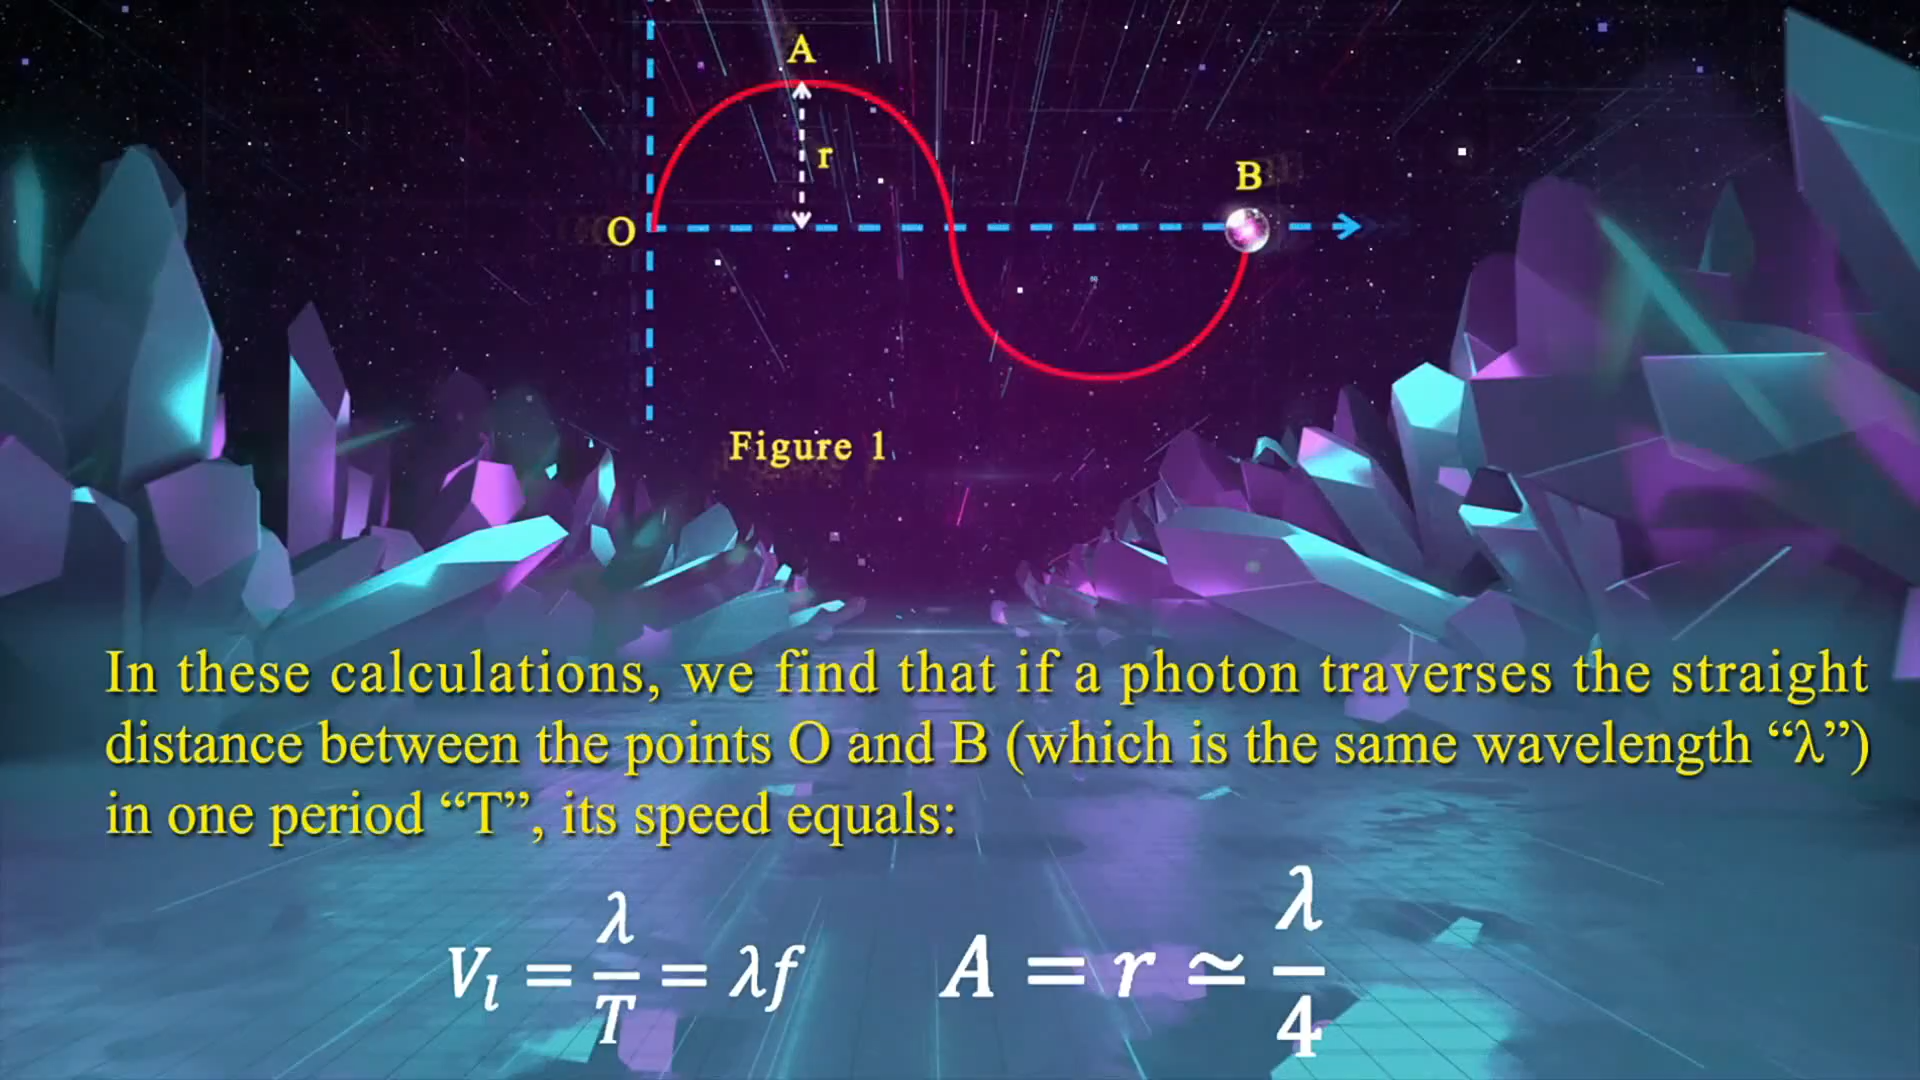 A
r
B
O
Figure 1
In these calculations, we find that if a photon traverses the straight
distance between the points O and B (which is the same wavelength “λ”)
in one period “T”, its speed equals:
V_l = λ/T = λf    A = r ≃ λ/4